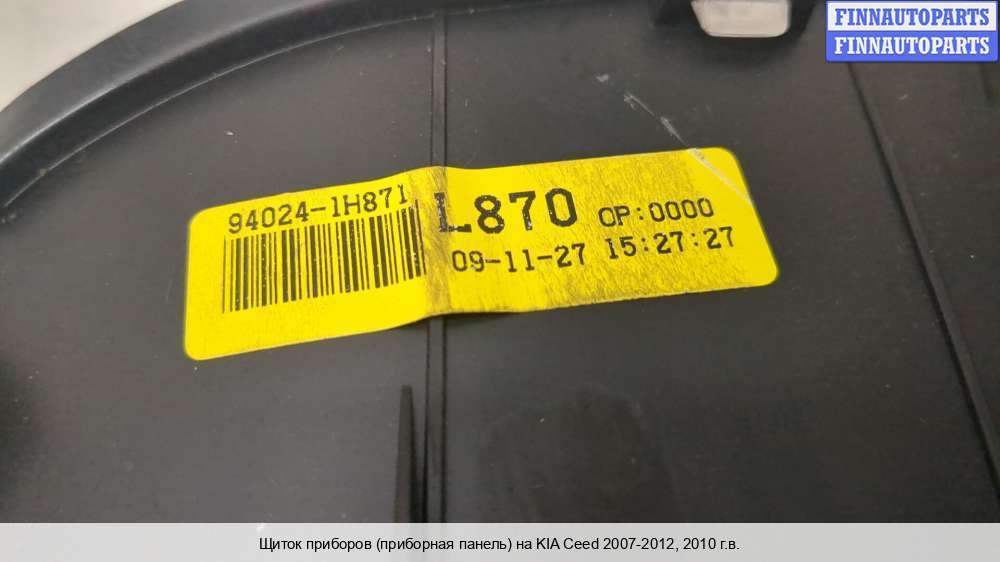 FINNAUTOPARTS
FINNAUTOPARTS
94024-1H871
L870 OP:0000
09-11-27 15:27:27
Щиток приборов (приборная панель) на KIA Ceed 2007-2012, 2010 г.в.